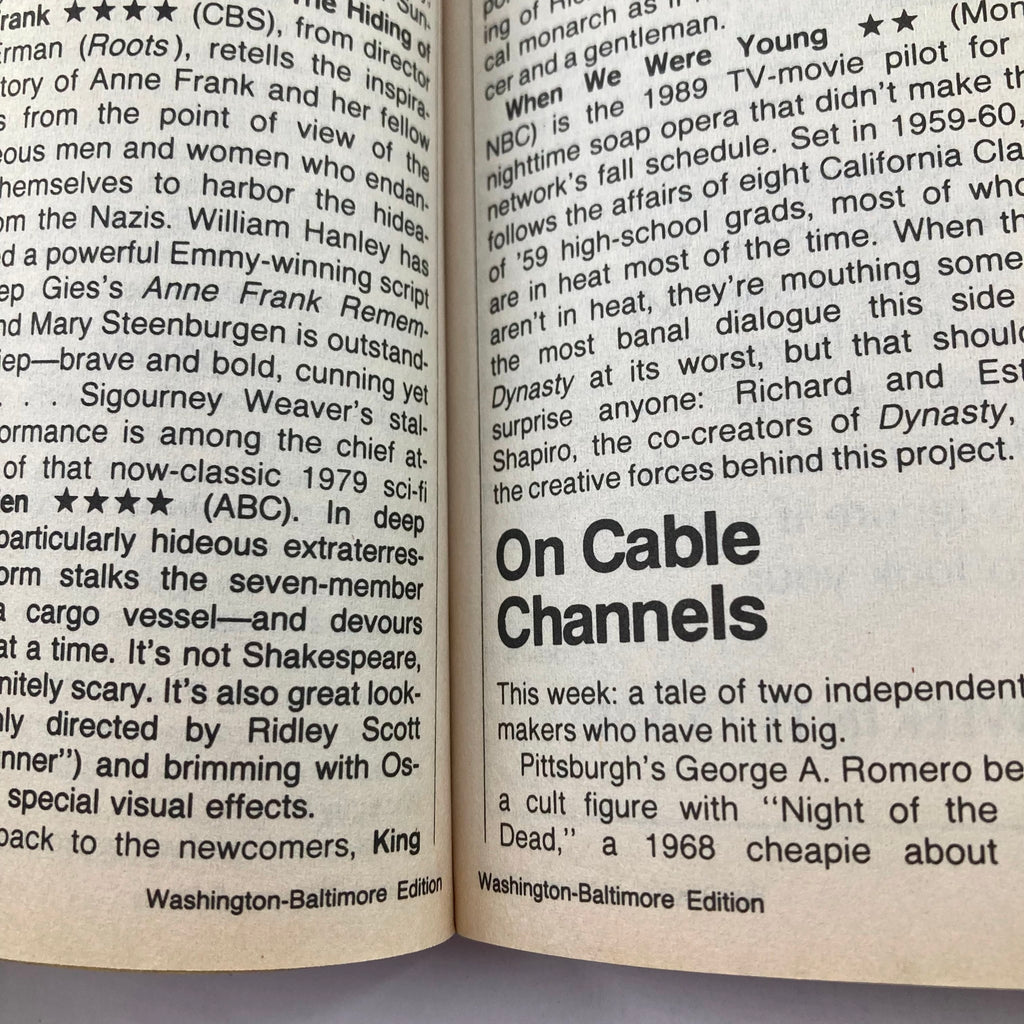 The Hiding of
rank ★★★★ (CBS), from director
rman (Roots), retells the inspira-
tory of Anne Frank and her fellow
s from the point of view of the
eous men and women who endan-
hemselves to harbor the hidea-
om the Nazis. William Hanley has
d a powerful Emmy-winning script
ep Gies's Anne Frank Remem-
nd Mary Steenburgen is outstand-
iep—brave and bold, cunning yet
. . . Sigourney Weaver's stal-
ormance is among the chief at-
of that now-classic 1979 sci-fi
en ★★★★ (ABC). In deep
particularly hideous extraterres-
orm stalks the seven-member
a cargo vessel—and devours
at a time. It's not Shakespeare,
nitely scary. It's also great look-
ly directed by Ridley Scott
nner") and brimming with Os-
special visual effects.
back to the newcomers, King
Washington-Baltimore Edition
ing of
cal monarch as
cer and a gentleman.
When We Were Young ★★ (Mon
NBC) is the 1989 TV-movie pilot for
nighttime soap opera that didn't make th
network's fall schedule. Set in 1959-60,
follows the affairs of eight California Cla
of '59 high-school grads, most of who
are in heat most of the time. When th
aren't in heat, they're mouthing some
the most banal dialogue this side
Dynasty at its worst, but that should
surprise anyone: Richard and Est
Shapiro, the co-creators of Dynasty,
the creative forces behind this project.
On Cable
Channels
This week: a tale of two independent
makers who have hit it big.
Pittsburgh's George A. Romero be
a cult figure with "Night of the
Dead," a 1968 cheapie about
Washington-Baltimore Edition